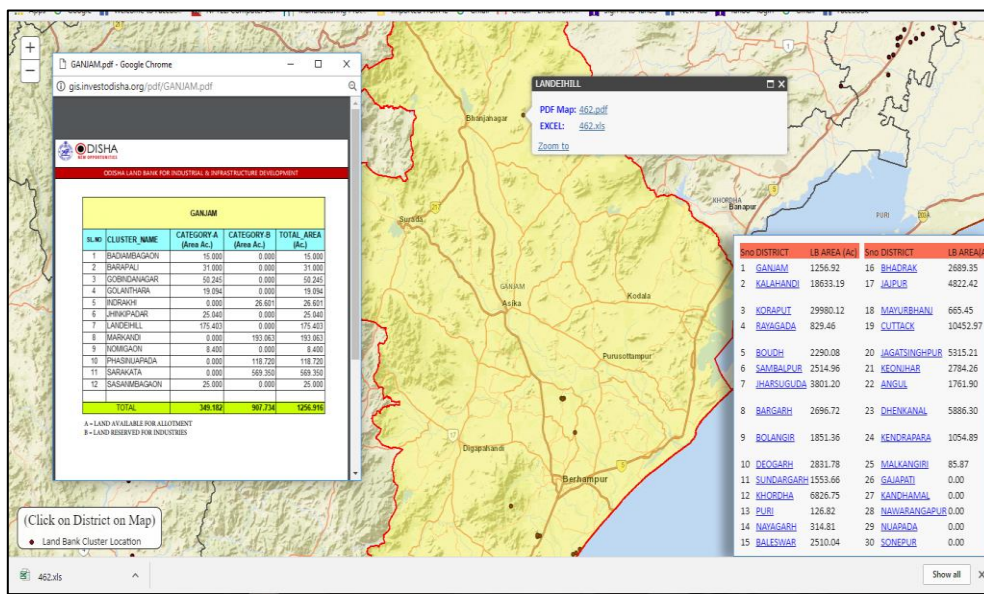 GANJAM.pdf - Google Chrome
gis.investodisha.org/pdf/GANJAM.pdf
ODISHA
NEW OPPORTUNITIES
ODISHA LAND BANK FOR INDUSTRIAL & INFRASTRUCTURE DEVELOPMENT
GANJAM
SL.NO CLUSTER_NAME CATEGORY-A (Area Ac.) CATEGORY-B (Area Ac.) TOTAL_AREA (Ac.)
1 BADIAMBAGAON 15.000 0.000 15.000
2 BARAPALI 31.000 0.000 31.000
3 GOBINDANAGAR 50.245 0.000 50.245
4 GOLANTHARA 19.094 0.000 19.094
5 INDRAKHI 0.000 26.601 26.601
6 JHINKIPADAR 25.040 0.000 25.040
7 LANDEIHILL 175.403 0.000 175.403
8 MARKANDI 0.000 193.063 193.063
9 NOMIGAON 8.400 0.000 8.400
10 PHASINUAPADA 0.000 118.720 118.720
11 SARAKATA 0.000 569.350 569.350
12 SASANMBAGAON 25.000 0.000 25.000
TOTAL 349.182 907.734 1256.916
A = LAND AVAILABLE FOR ALLOTMENT
B = LAND RESERVED FOR INDUSTRIES
LANDEIHILL
PDF Map: 462.pdf
EXCEL: 462.xls
Zoom to
Bhanjanagar
Surada
217
GANJAM
Asika
Kodala
Purusottampur
Digapahandi
17
Berhampur
5
1
KHORDHA
Banapur
5
PURI
203A
Sno DISTRICT LB AREA (Ac) Sno DISTRICT LB AREA(A
1 GANJAM 1256.92 16 BHADRAK 2689.35
2 KALAHANDI 18633.19 17 JAJPUR 4822.42
3 KORAPUT 29980.12 18 MAYURBHANJ 665.45
4 RAYAGADA 829.46 19 CUTTACK 10452.97
5 BOUDH 2290.08 20 JAGATSINGHPUR 5315.21
6 SAMBALPUR 2514.96 21 KEONJHAR 2784.26
7 JHARSUGUDA 3801.20 22 ANGUL 1761.90
8 BARGARH 2696.72 23 DHENKANAL 5886.30
9 BOLANGIR 1851.36 24 KENDRAPARA 1054.89
10 DEOGARH 2831.78 25 MALKANGIRI 85.87
11 SUNDARGARH 1553.66 26 GAJAPATI 0.00
12 KHORDHA 6826.75 27 KANDHAMAL 0.00
13 PURI 126.82 28 NAWARANGAPUR 0.00
14 NAYAGARH 314.81 29 NUAPADA 0.00
15 BALESWAR 2510.04 30 SONEPUR 0.00
(Click on District on Map)
Land Bank Cluster Location
462.xls
Show all